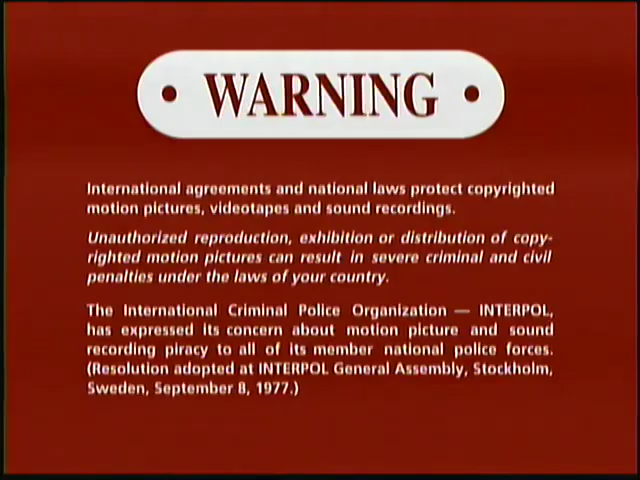 WARNING
International agreements and national laws protect copyrighted
motion pictures, videotapes and sound recordings.
Unauthorized reproduction, exhibition or distribution of copy-
righted motion pictures can result in severe criminal and civil
penalties under the laws of your country.
The International Criminal Police Organization — INTERPOL,
has expressed its concern about motion picture and sound
recording piracy to all of its member national police forces.
(Resolution adopted at INTERPOL General Assembly, Stockholm,
Sweden, September 8, 1977.)